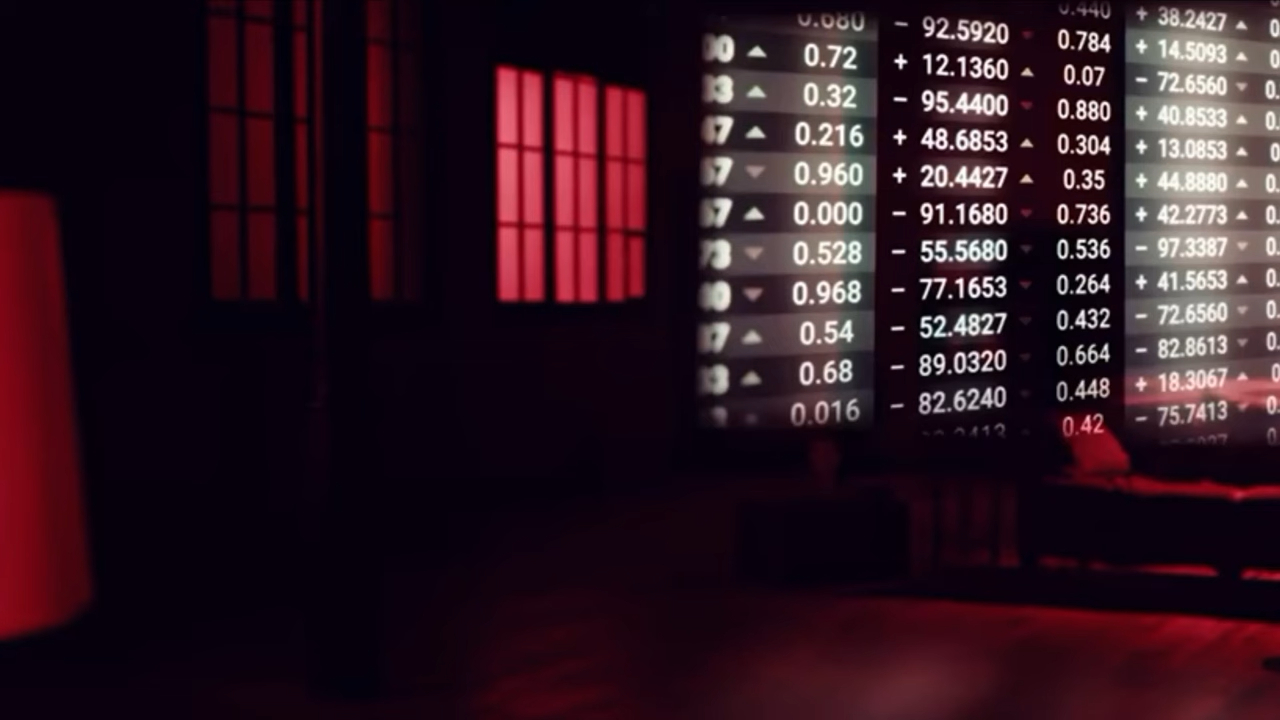 0.680 − 92.5920 0.440 + 38.2427
0.72 + 12.1360 0.784 + 14.5093
0.32 − 95.4400 0.07 − 72.6560
0.216 + 48.6853 0.880 + 40.8533
0.960 + 20.4427 0.304 + 13.0853
0.000 − 91.1680 0.35 + 44.8880
0.528 − 55.5680 0.736 + 42.2773
0.968 − 77.1653 0.536 − 97.3387
0.54 − 52.4827 0.264 + 41.5653
0.68 − 89.0320 0.432 − 72.6560
0.016 − 82.6240 0.664 − 82.8613
0.448 + 18.3067
0.42 − 75.7413